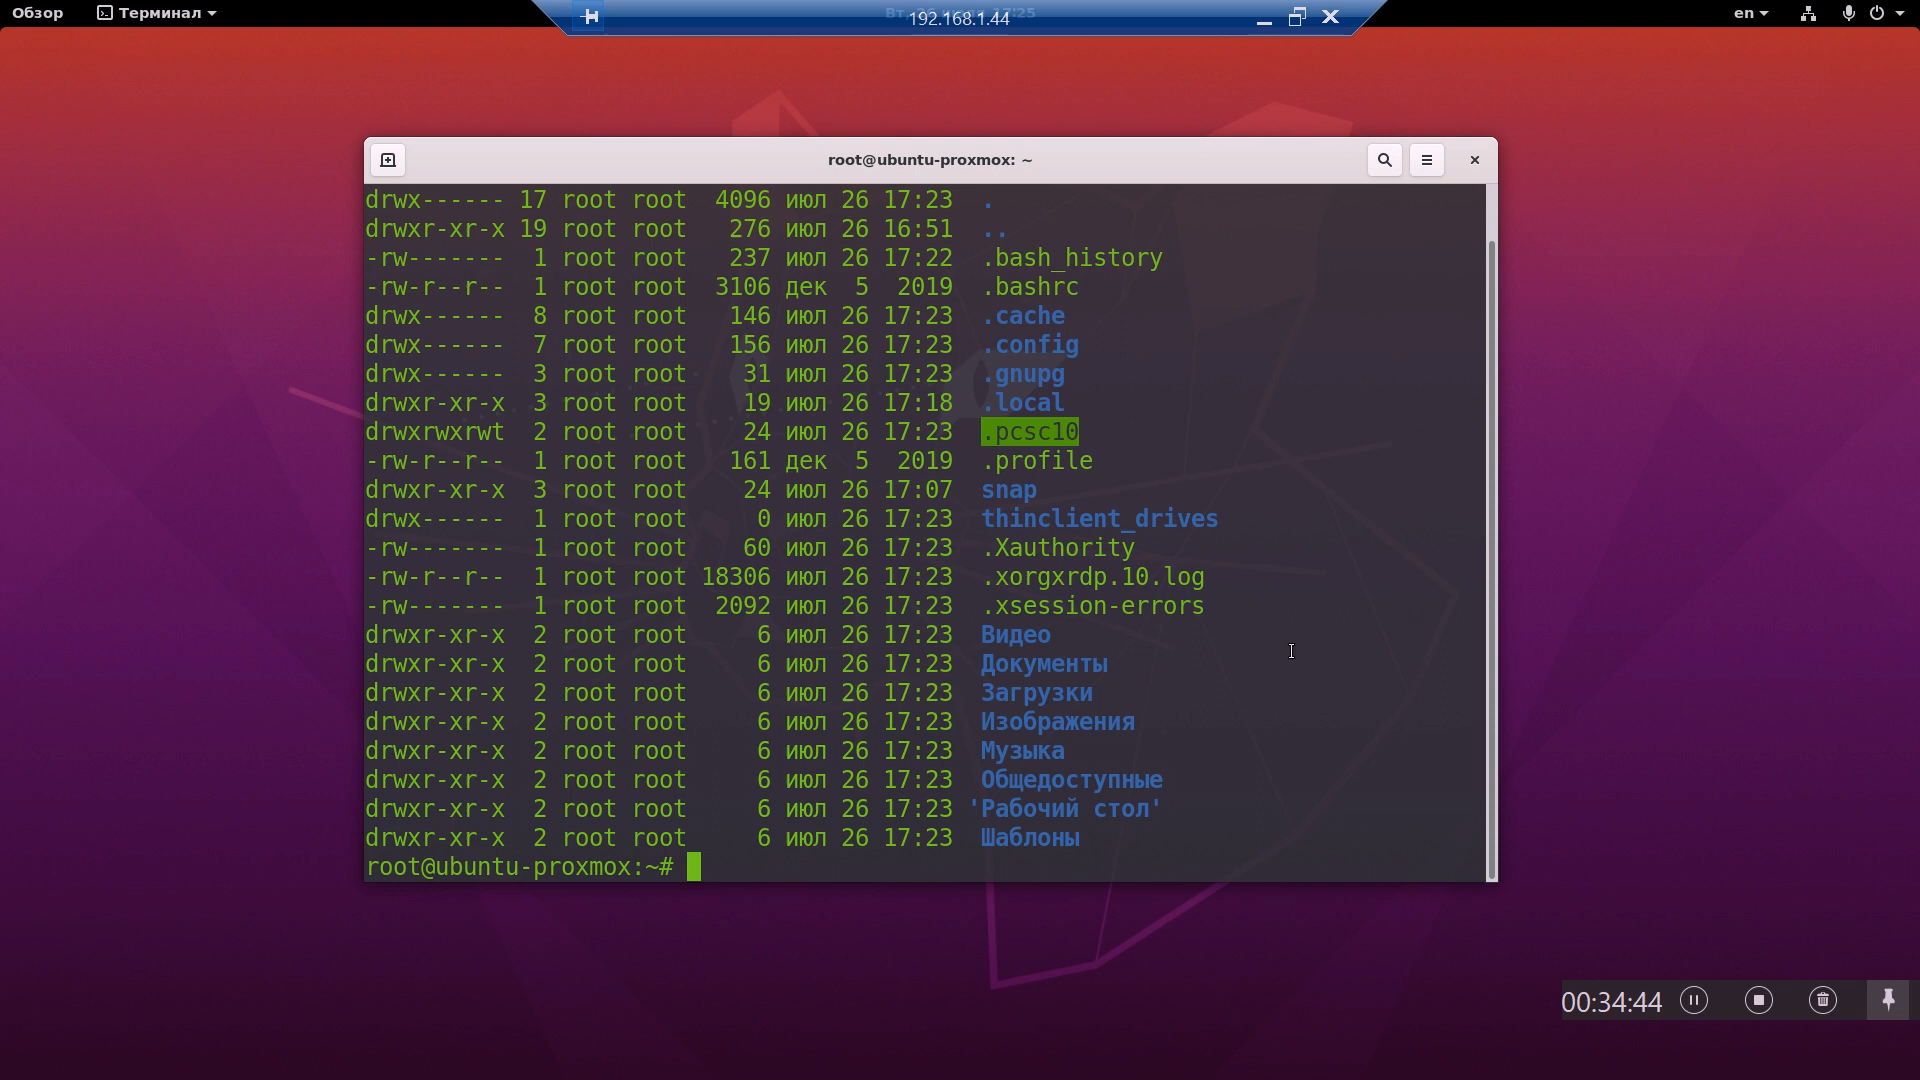 Обзор Терминал 192.168.1.44 en
root@ubuntu-proxmox: ~
drwx------ 17 root root 4096 июл 26 17:23 .
drwxr-xr-x 19 root root 276 июл 26 16:51 ..
-rw------- 1 root root 237 июл 26 17:22 .bash_history
-rw-r--r-- 1 root root 3106 дек 5 2019 .bashrc
drwx------ 8 root root 146 июл 26 17:23 .cache
drwx------ 7 root root 156 июл 26 17:23 .config
drwx------ 3 root root 31 июл 26 17:23 .gnupg
drwxr-xr-x 3 root root 19 июл 26 17:18 .local
drwxrwxrwt 2 root root 24 июл 26 17:23 .pcsc10
-rw-r--r-- 1 root root 161 дек 5 2019 .profile
drwxr-xr-x 3 root root 24 июл 26 17:07 snap
drwx------ 1 root root 0 июл 26 17:23 thinclient_drives
-rw------- 1 root root 60 июл 26 17:23 .Xauthority
-rw-r--r-- 1 root root 18306 июл 26 17:23 .xorgxrdp.10.log
-rw------- 1 root root 2092 июл 26 17:23 .xsession-errors
drwxr-xr-x 2 root root 6 июл 26 17:23 Видео
drwxr-xr-x 2 root root 6 июл 26 17:23 Документы
drwxr-xr-x 2 root root 6 июл 26 17:23 Загрузки
drwxr-xr-x 2 root root 6 июл 26 17:23 Изображения
drwxr-xr-x 2 root root 6 июл 26 17:23 Музыка
drwxr-xr-x 2 root root 6 июл 26 17:23 Общедоступные
drwxr-xr-x 2 root root 6 июл 26 17:23 'Рабочий стол'
drwxr-xr-x 2 root root 6 июл 26 17:23 Шаблоны
root@ubuntu-proxmox:~#
00:34:44